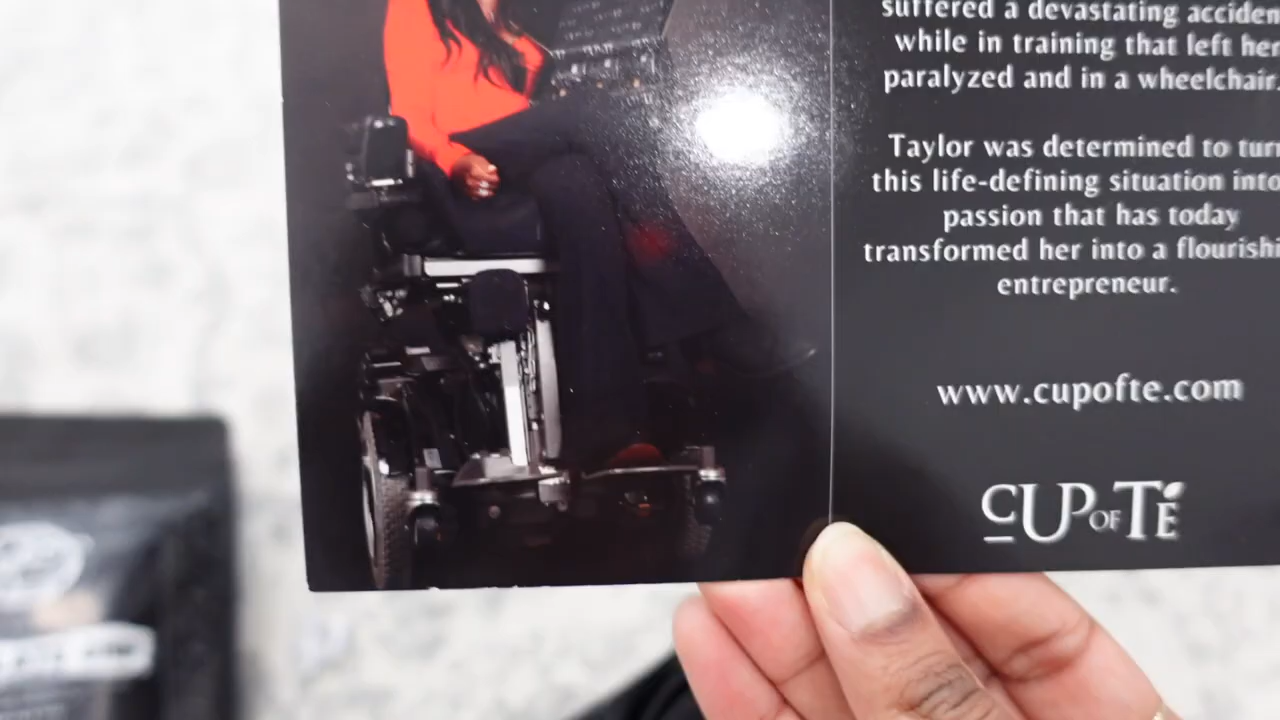 suffered a devastating acciden
while in training that left her
paralyzed and in a wheelchair.
Taylor was determined to turn
this life-defining situation into
passion that has today
transformed her into a flourishi
entrepreneur.
www.cupofte.com
CUP OF TÉ